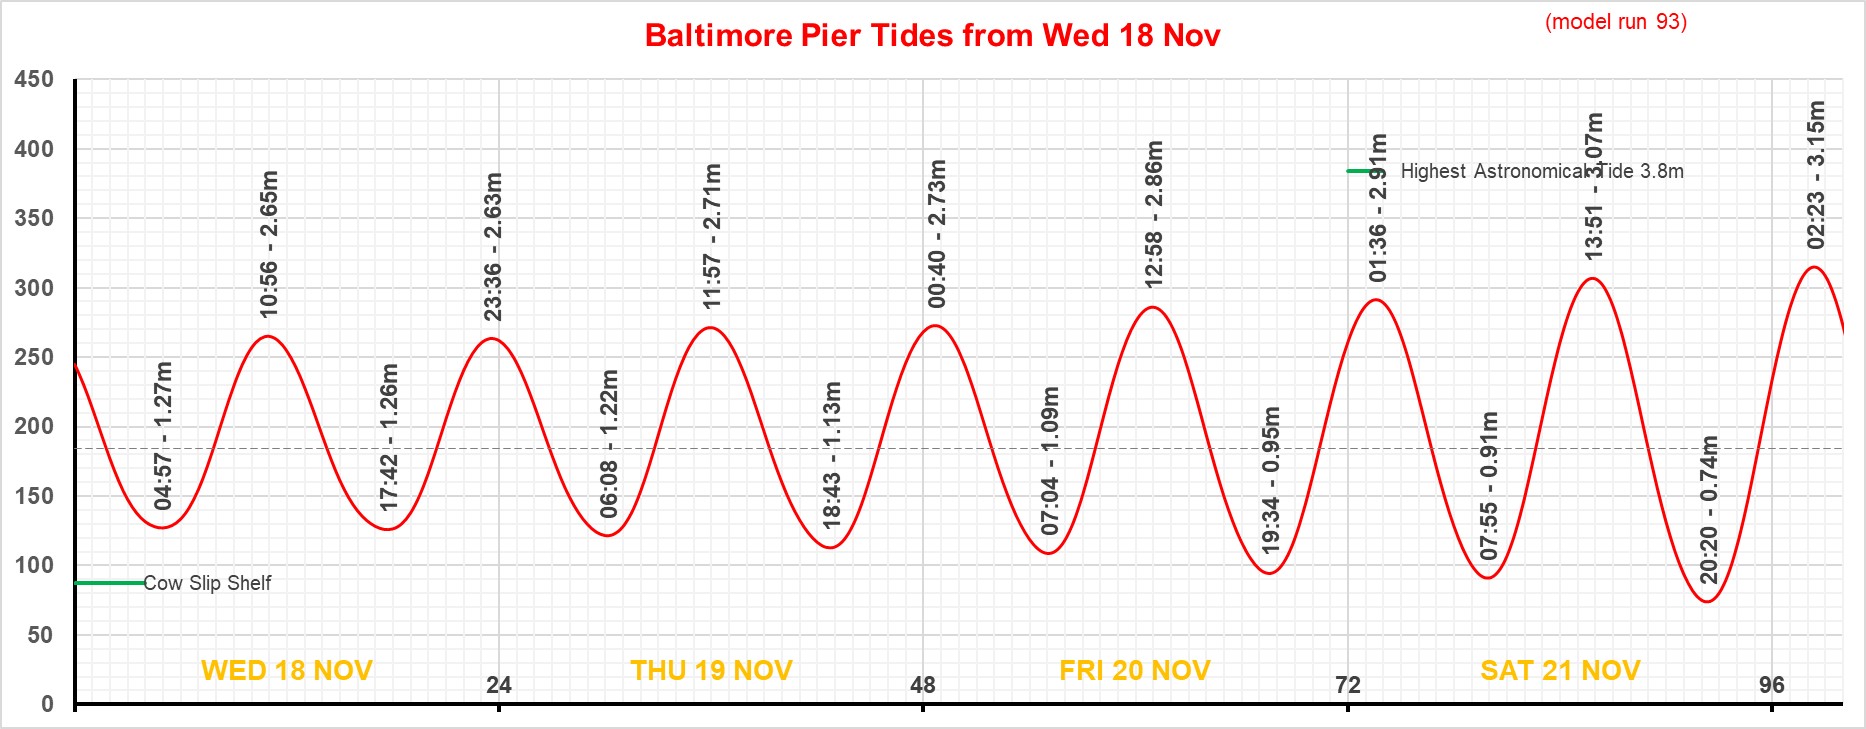 Baltimore Pier Tides from Wed 18 Nov
(model run 93)
450
400
350
300
250
200
150
100
50
0
04:57 - 1.27m
10:56 - 2.65m
17:42 - 1.26m
23:36 - 2.63m
06:08 - 1.22m
11:57 - 2.71m
18:43 - 1.13m
00:40 - 2.73m
07:04 - 1.09m
12:58 - 2.86m
19:34 - 0.95m
01:36 - 2.91m
07:55 - 0.91m
13:51 - 3.07m
20:20 - 0.74m
02:23 - 3.15m
Highest Astronomical Tide 3.8m
Cow Slip Shelf
WED 18 NOV
THU 19 NOV
FRI 20 NOV
SAT 21 NOV
24
48
72
96